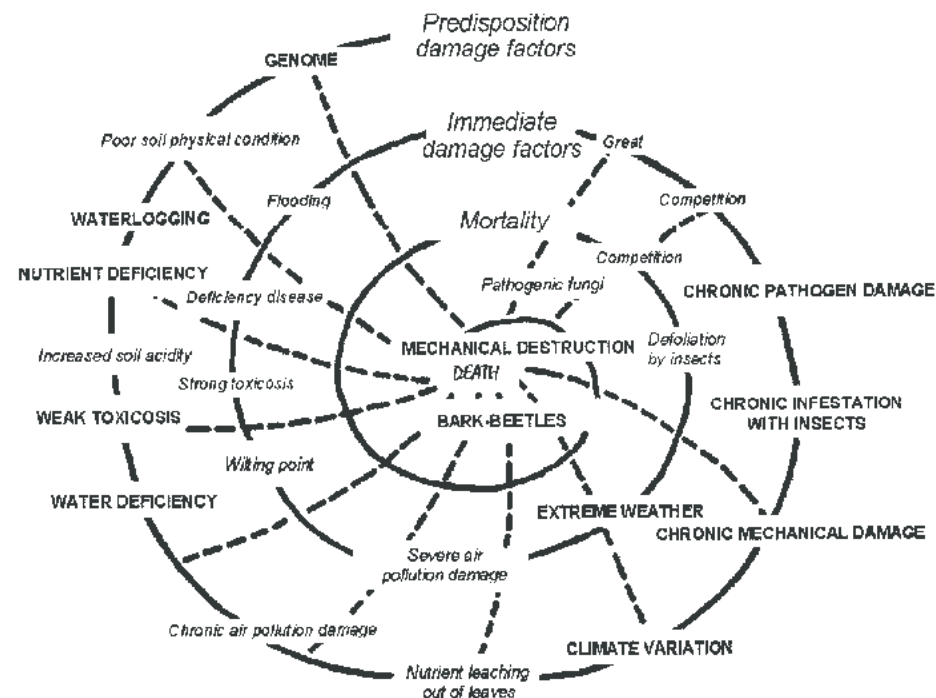 Predisposition
damage factors
GENOME
Immediate
damage factors
Great
Poor soil physical condition
Flooding
Competition
WATERLOGGING
Mortality
Competition
NUTRIENT DEFICIENCY
Pathogenic fungi
CHRONIC PATHOGEN DAMAGE
Deficiency disease
Defoliation
by insects
MECHANICAL DESTRUCTION
Increased soil acidity
DEATH
Strong toxicosis
CHRONIC INFESTATION
WITH INSECTS
WEAK TOXICOSIS
BARK-BEETLES
Wilting point
WATER DEFICIENCY
EXTREME WEATHER
CHRONIC MECHANICAL DAMAGE
Severe air
pollution damage
Chronic air pollution damage
CLIMATE VARIATION
Nutrient leaching
out of leaves